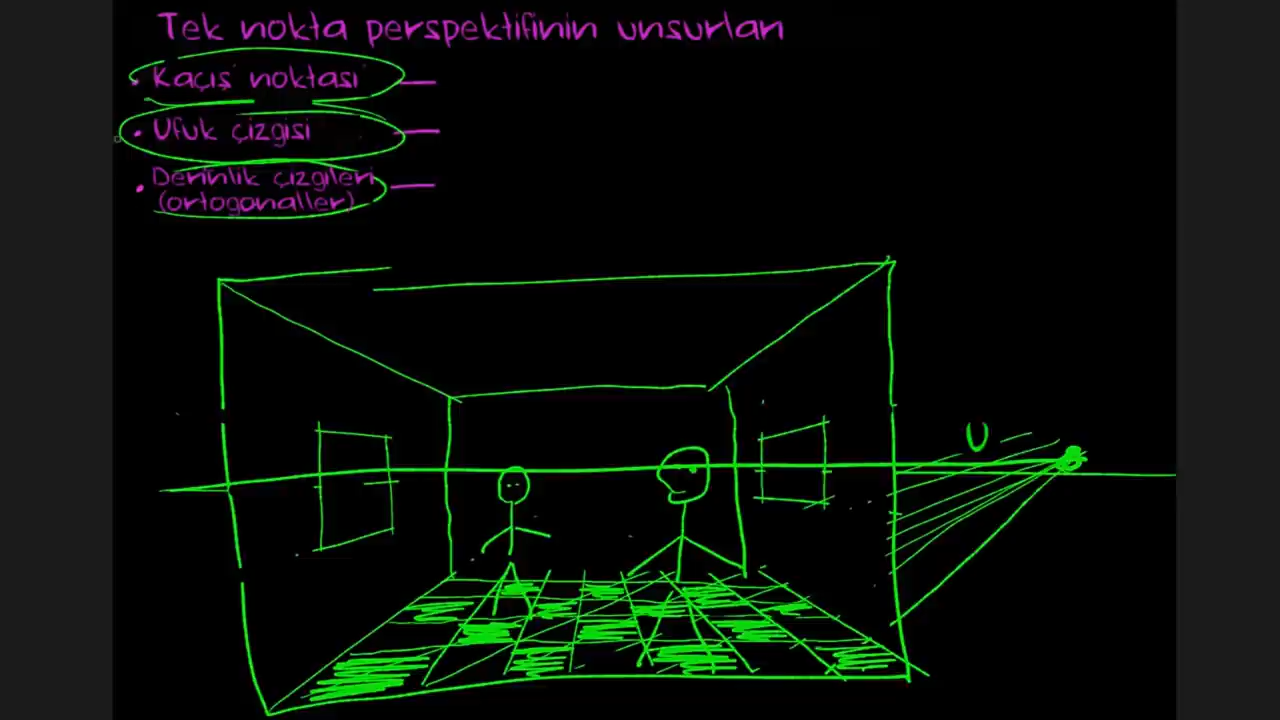 Tek nokta perspektifinin unsurları
• Kaçış noktası —
• Ufuk çizgisi —
• Derinlik çizgileri —
(ortogonaller)
U